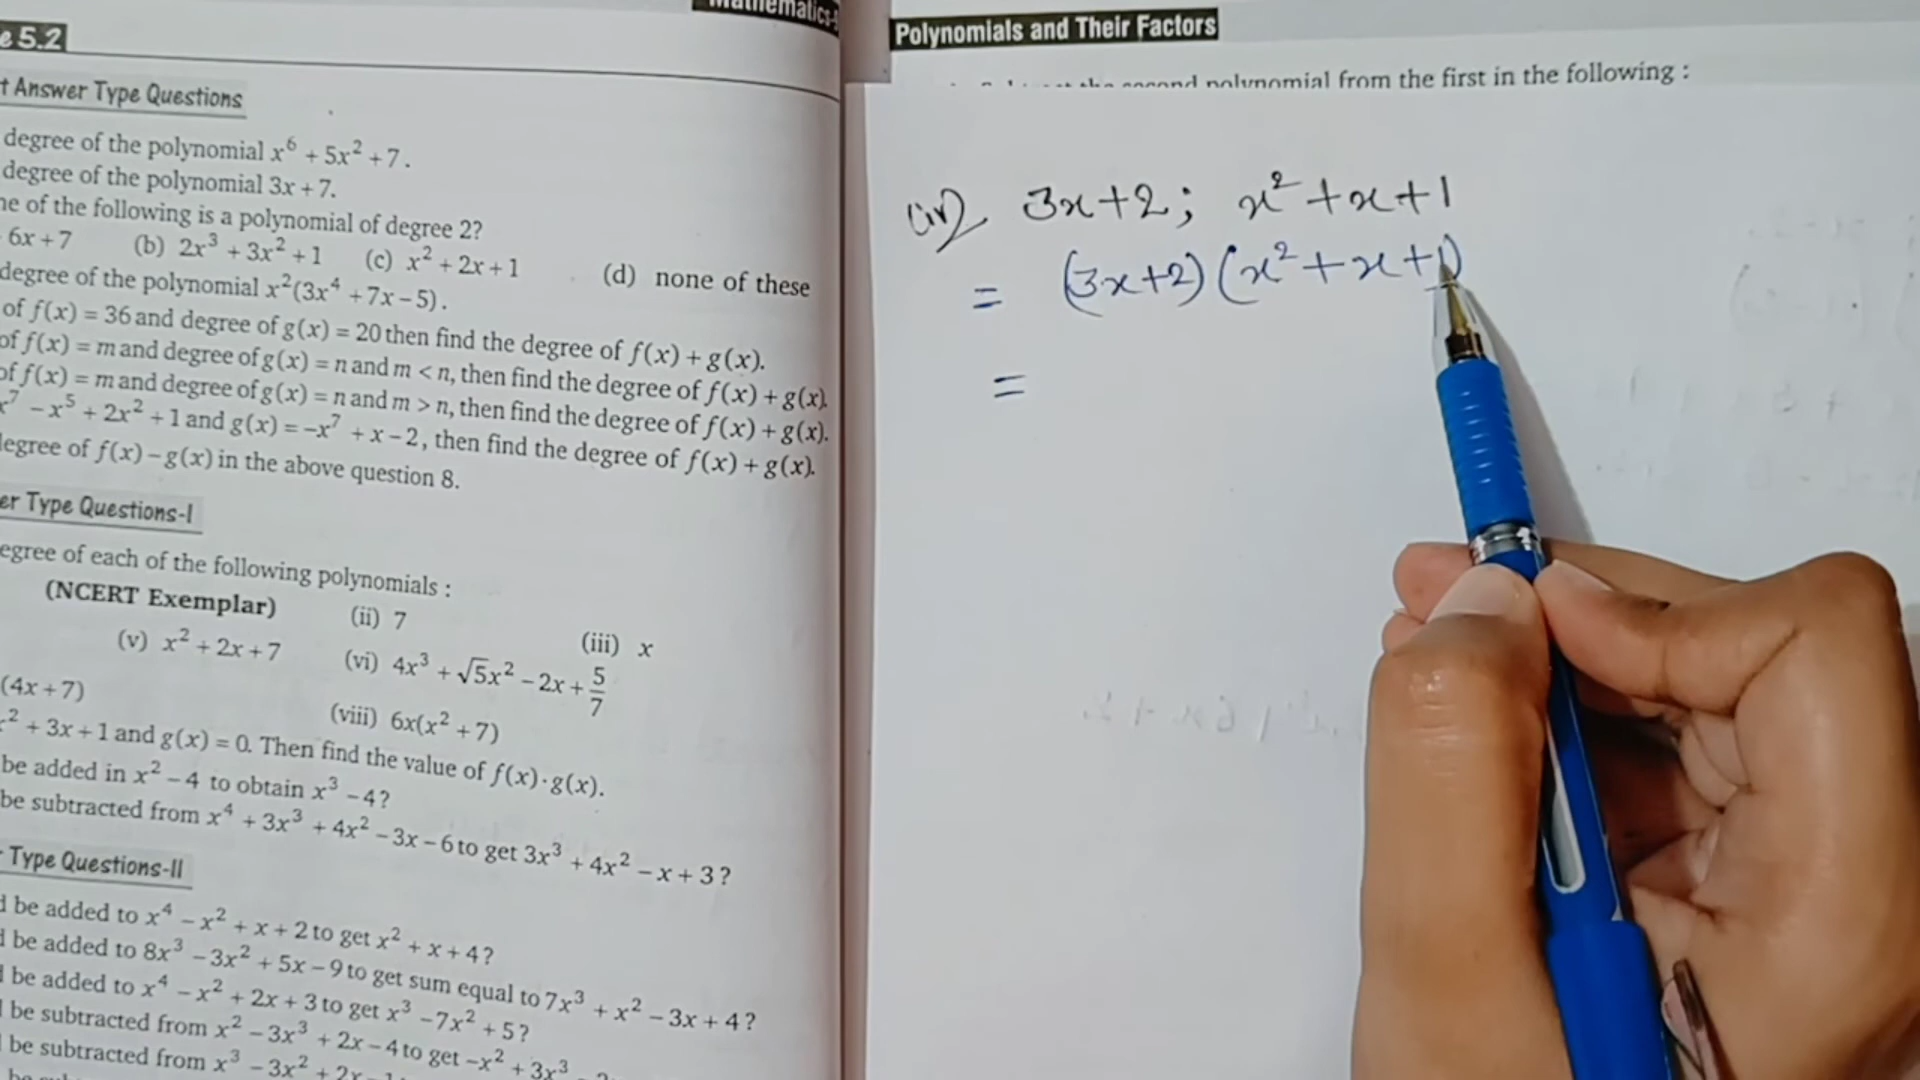 Mathematics-
e 5.2
t Answer Type Questions
degree of the polynomial x⁶ + 5x² + 7.
degree of the polynomial 3x + 7.
ne of the following is a polynomial of degree 2?
6x + 7 (b) 2x³ + 3x² + 1 (c) x² + 2x + 1 (d) none of these
degree of the polynomial x²(3x⁴ + 7x − 5).
of f(x) = 36 and degree of g(x) = 20 then find the degree of f(x) + g(x).
of f(x) = m and degree of g(x) = n and m < n, then find the degree of f(x) + g(x).
of f(x) = m and degree of g(x) = n and m > n, then find the degree of f(x) + g(x).
x⁷ − x⁵ + 2x² + 1 and g(x) = −x⁷ + x − 2, then find the degree of f(x) + g(x).
degree of f(x) − g(x) in the above question 8.
er Type Questions-I
egree of each of the following polynomials :
(NCERT Exemplar) (ii) 7 (iii) x
(v) x² + 2x + 7 (vi) 4x³ + √5x² − 2x + 5/7
(4x + 7) (viii) 6x(x² + 7)
x² + 3x + 1 and g(x) = 0. Then find the value of f(x)·g(x).
be added in x² − 4 to obtain x³ − 4?
be subtracted from x⁴ + 3x³ + 4x² − 3x − 6 to get 3x³ + 4x² − x + 3?
Type Questions-II
d be added to x⁴ − x² + x + 2 to get x² + x + 4?
d be added to 8x³ − 3x² + 5x − 9 to get sum equal to 7x³ + x² − 3x + 4?
d be added to x⁴ − x² + 2x + 3 to get x³ − 7x² + 5?
be subtracted from x² − 3x³ + 2x − 4 to get −x² + 3x³
be subtracted from x³ − 3x² + 2x
Polynomials and Their Factors
second polynomial from the first in the following :
(iv) 3x+2; x²+x+1
= (3x+2)(x²+x+1)
=